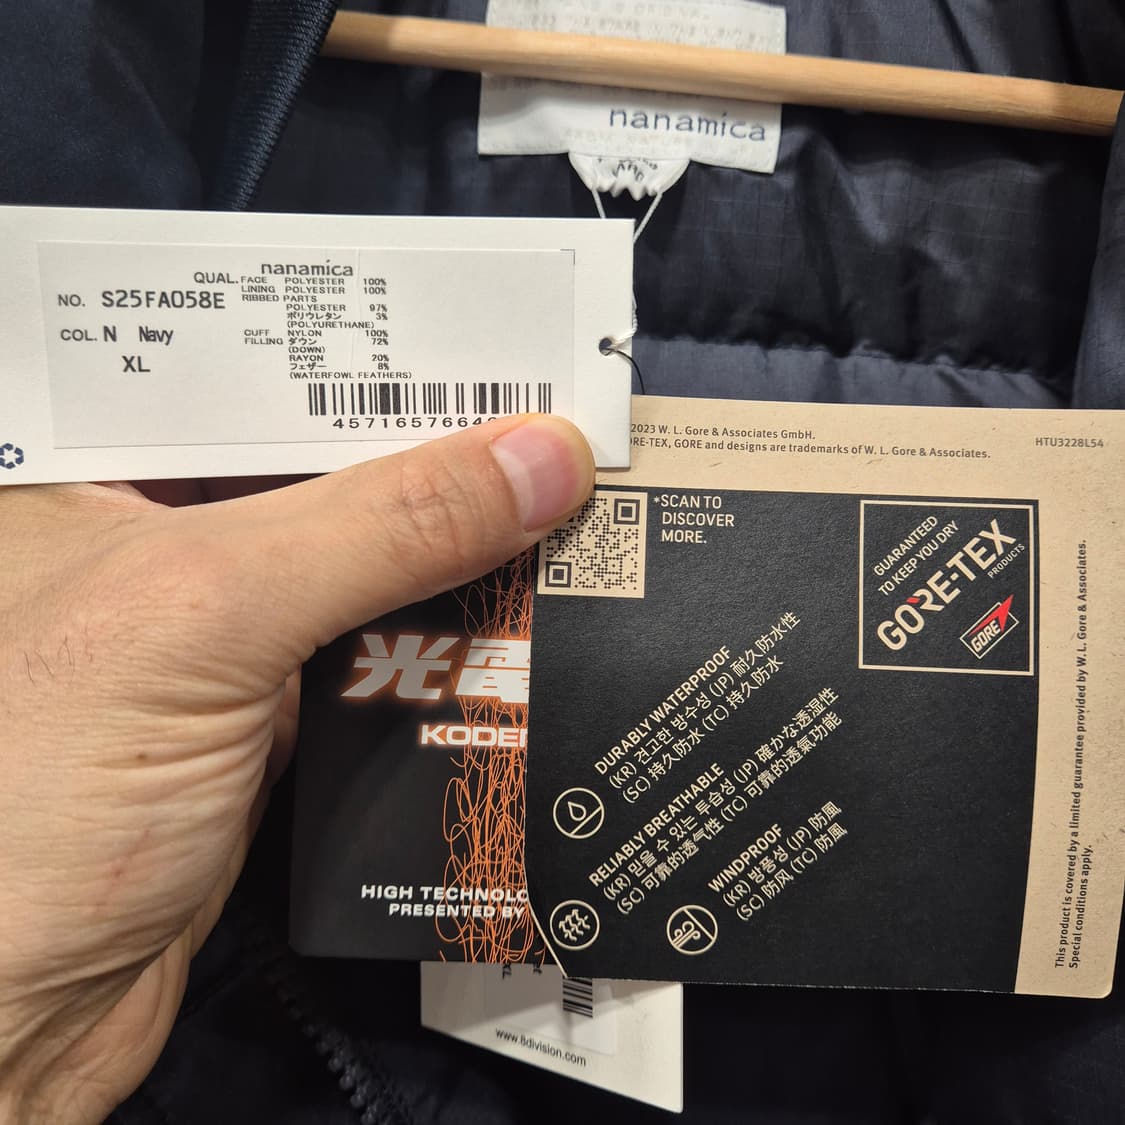 nanamica
nanamica
QUAL. FACE POLYESTER 100%
LINING POLYESTER 100%
NO. S25FA058E RIBBED PARTS
POLYESTER 97%
ポリウレタン 3%
(POLYURETHANE)
COL. N Navy CUFF NYLON 100%
FILLING ダウン 72%
(DOWN)
XL RAYON 20%
フェザー 8%
(WATERFOWL FEATHERS)
4571657664
2023 W. L. Gore & Associates GmbH.
RE-TEX, GORE and designs are trademarks of W. L. Gore & Associates.
HTU3228L54
*SCAN TO
DISCOVER
MORE.
GUARANTEED
TO KEEP YOU DRY
GORE-TEX
PRODUCTS
GORE
DURABLY WATERPROOF
(KR) 견고한 방수성 (JP) 耐久防水性
(SC) 持久防水 (TC) 持久防水
RELIABLY BREATHABLE
(KR) 믿을 수 있는 투습성 (JP) 確かな透湿性
(SC) 可靠的透气性 (TC) 可靠的透氣功能
WINDPROOF
(KR) 방풍성 (JP) 防風
(SC) 防风 (TC) 防風
This product is covered by a limited guarantee provided by W. L. Gore & Associates.
Special conditions apply.
光電
KODE
HIGH TECHNOLO
PRESENTED BY
XL
www.8division.com